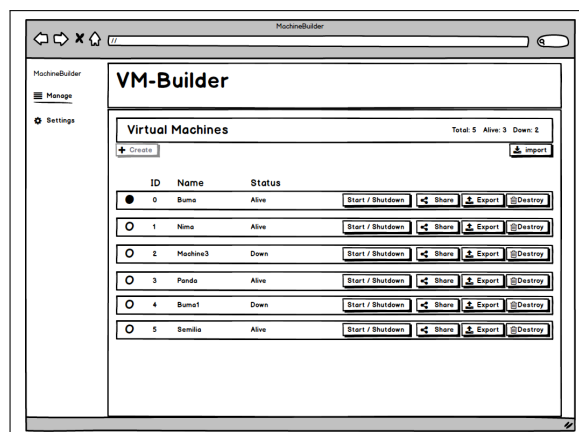 MachineBuilder
//
MachineBuilder
Manage
Settings
VM-Builder
Virtual Machines Total: 5 Alive: 3 Down: 2
Create import
ID Name Status
0 Buma Alive Start / Shutdown Share Export Destroy
1 Nima Alive Start / Shutdown Share Export Destroy
2 Machine3 Down Start / Shutdown Share Export Destroy
3 Panda Alive Start / Shutdown Share Export Destroy
4 Buma1 Down Start / Shutdown Share Export Destroy
5 Semilia Alive Start / Shutdown Share Export Destroy